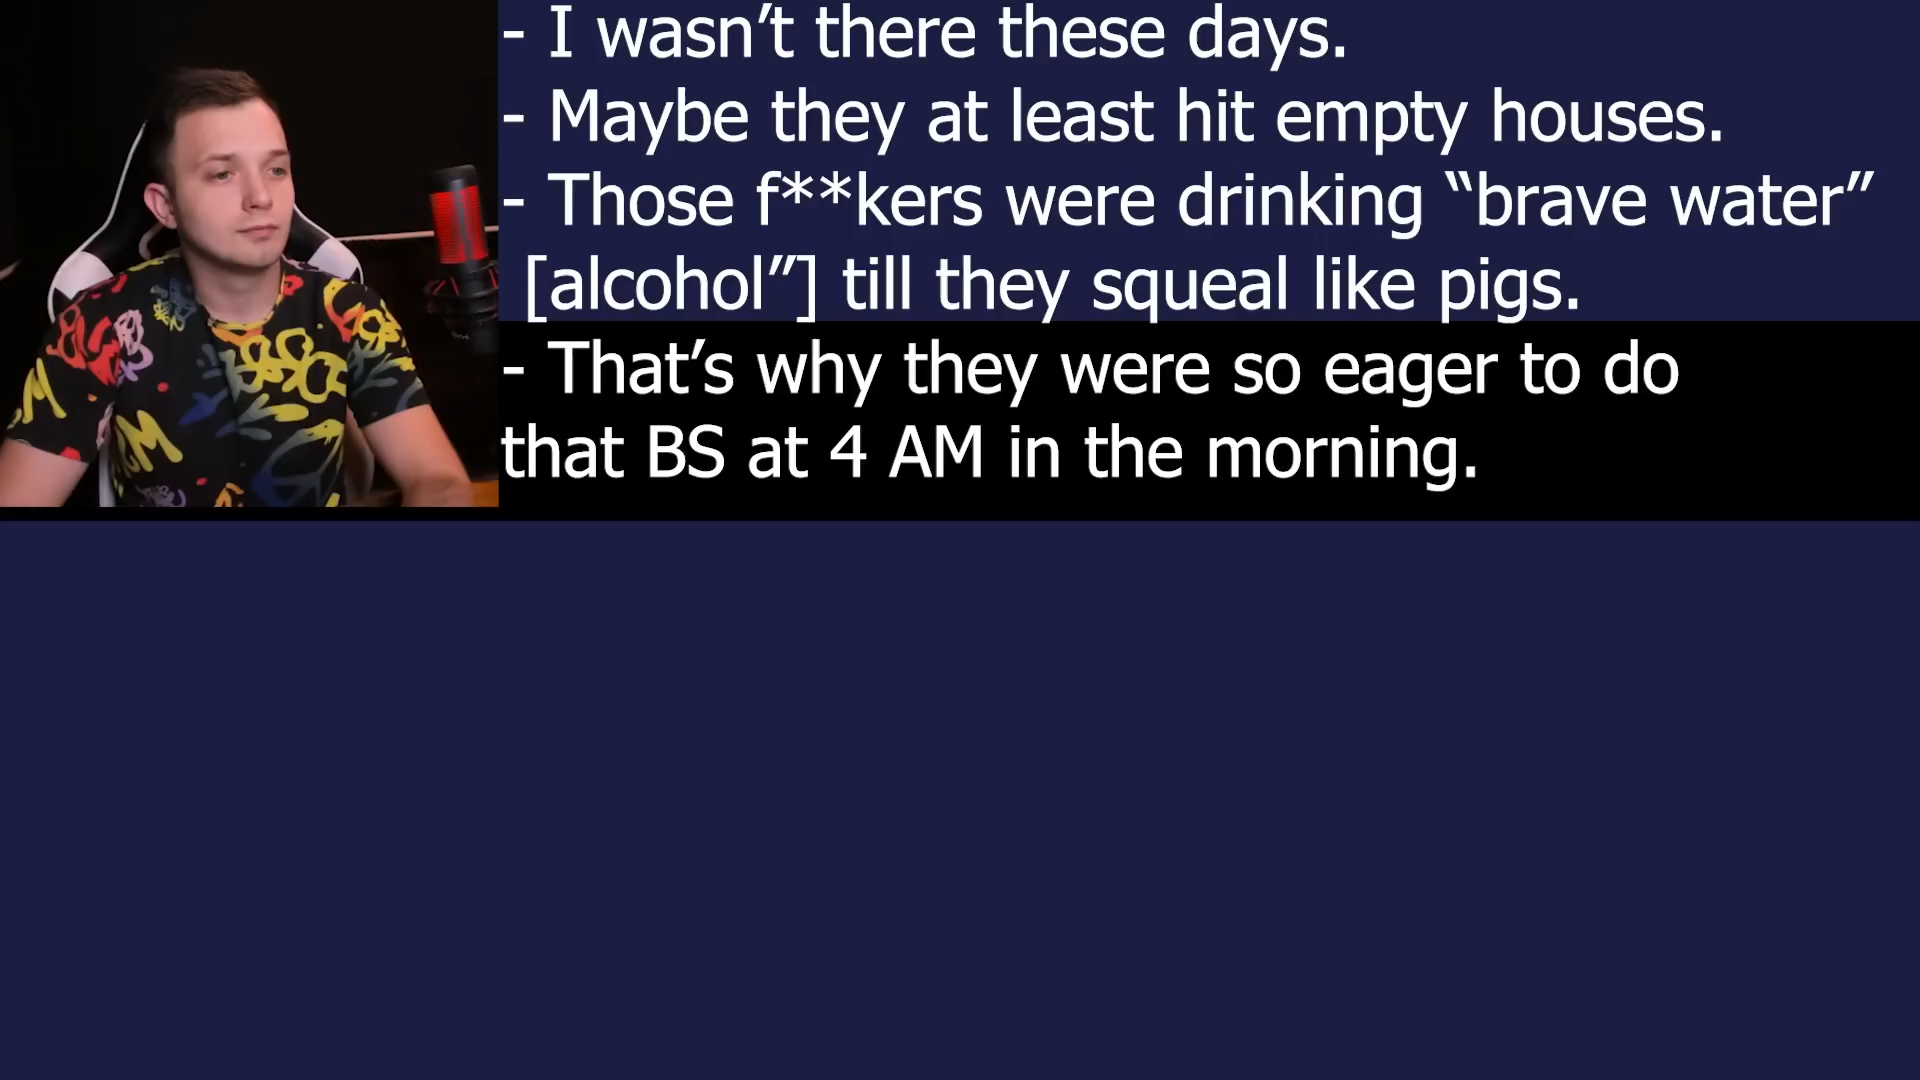 - I wasn’t there these days.
- Maybe they at least hit empty houses.
- Those f**kers were drinking “brave water”
[alcohol”] till they squeal like pigs.
- That’s why they were so eager to do
that BS at 4 AM in the morning.